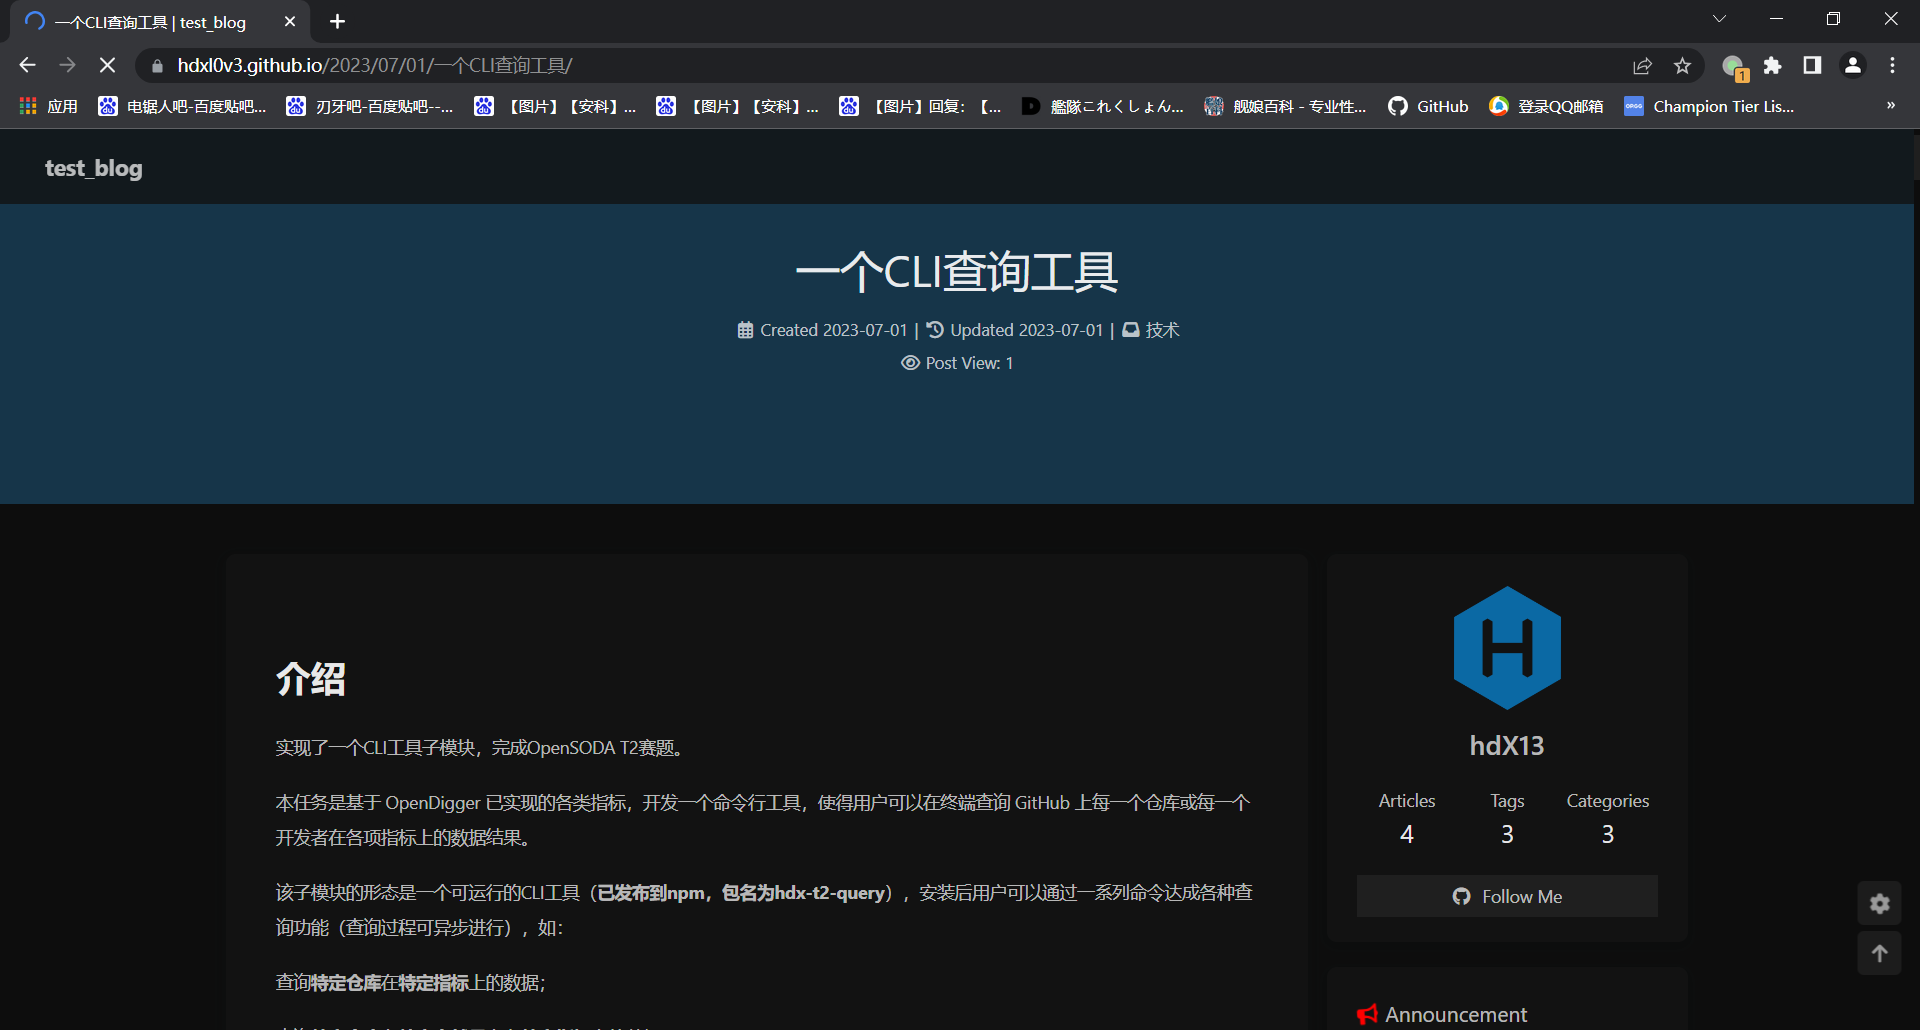 一个CLI查询工具 | test_blog
hdxl0v3.github.io/2023/07/01/一个CLI查询工具/
1
应用 电锯人吧-百度贴吧... 刃牙吧-百度贴吧--... 【图片】【安科】... 【图片】【安科】... 【图片】回复：【... 艦隊これくしょん... 舰娘百科 - 专业性... GitHub 登录QQ邮箱 Champion Tier Lis... »
test_blog
一个CLI查询工具
Created 2023-07-01 | Updated 2023-07-01 | 技术
Post View: 1
介绍
实现了一个CLI工具子模块，完成OpenSODA T2赛题。
本任务是基于 OpenDigger 已实现的各类指标，开发一个命令行工具，使得用户可以在终端查询 GitHub 上每一个仓库或每一个
开发者在各项指标上的数据结果。
该子模块的形态是一个可运行的CLI工具（已发布到npm，包名为hdx-t2-query），安装后用户可以通过一系列命令达成各种查
询功能（查询过程可异步进行），如：
查询特定仓库在特定指标上的数据；
hdX13
Articles Tags Categories
4 3 3
Follow Me
Announcement